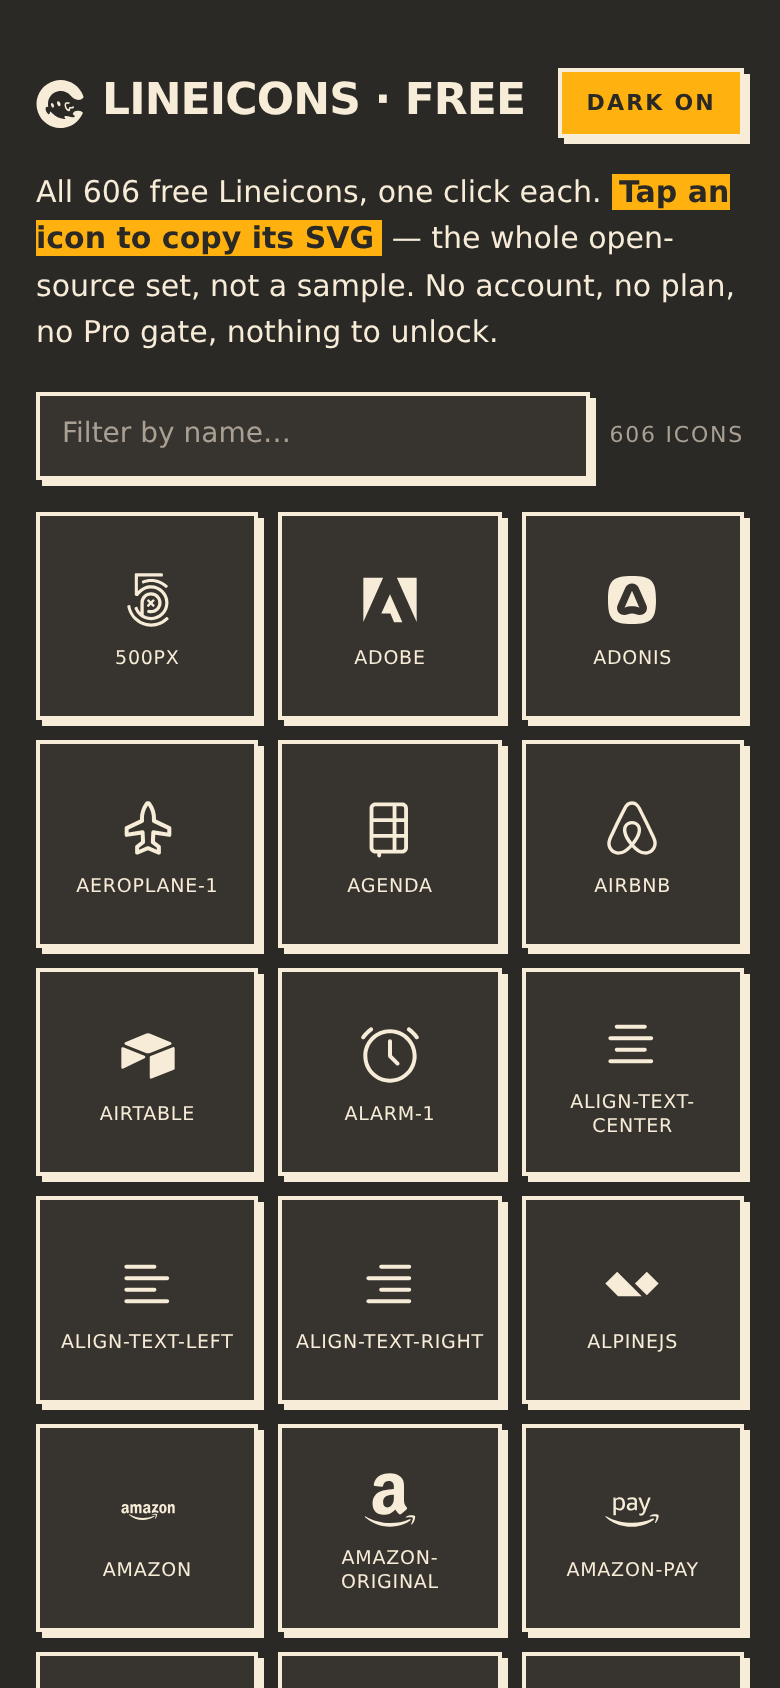 LINEICONS · FREE
DARK ON
All 606 free Lineicons, one click each. Tap an
icon to copy its SVG — the whole open-
source set, not a sample. No account, no plan,
no Pro gate, nothing to unlock.
Filter by name…
606 ICONS
500PX
ADOBE
ADONIS
AEROPLANE-1
AGENDA
AIRBNB
AIRTABLE
ALARM-1
ALIGN-TEXT-
CENTER
ALIGN-TEXT-LEFT
ALIGN-TEXT-RIGHT
ALPINEJS
amazon
AMAZON
a
AMAZON-
ORIGINAL
pay
AMAZON-PAY